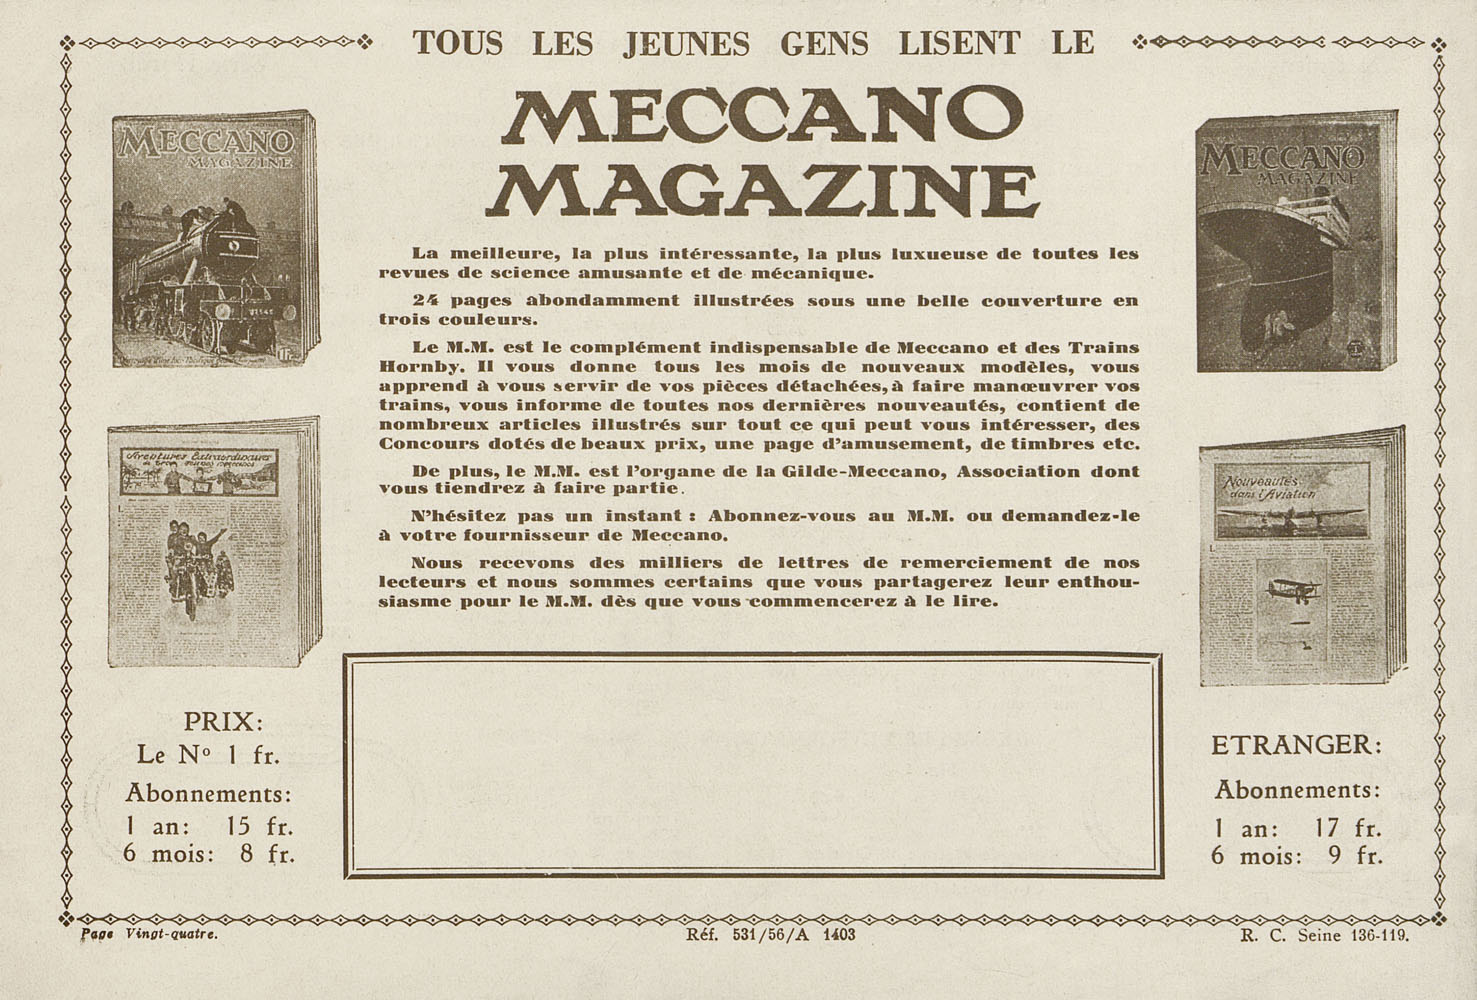 TOUS LES JEUNES GENS LISENT LE
MECCANO
MAGAZINE
MECCANO
MAGAZINE
MECCANO
MAGAZINE
La meilleure, la plus intéressante, la plus luxueuse de toutes les
revues de science amusante et de mécanique.
24 pages abondamment illustrées sous une belle couverture en
trois couleurs.
Le M.M. est le complément indispensable de Meccano et des Trains
Hornby. Il vous donne tous les mois de nouveaux modèles, vous
apprend à vous servir de vos pièces détachées, à faire manœuvrer vos
trains, vous informe de toutes nos dernières nouveautés, contient de
nombreux articles illustrés sur tout ce qui peut vous intéresser, des
Concours dotés de beaux prix, une page d'amusement, de timbres etc.
De plus, le M.M. est l'organe de la Gilde-Meccano, Association dont
vous tiendrez à faire partie.
N'hésitez pas un instant : Abonnez-vous au M.M. ou demandez-le
à votre fournisseur de Meccano.
Nous recevons des milliers de lettres de remerciement de nos
lecteurs et nous sommes certains que vous partagerez leur enthou-
siasme pour le M.M. dès que vous commencerez à le lire.
Aventures Extraordinaires
Nouveautés
dans l'Aviation
PRIX:
Le Nº 1 fr.
Abonnements:
1 an: 15 fr.
6 mois: 8 fr.
ETRANGER:
Abonnements:
1 an: 17 fr.
6 mois: 9 fr.
Page Vingt-quatre.
Réf. 531/56/A 1403
R. C. Seine 136-119.